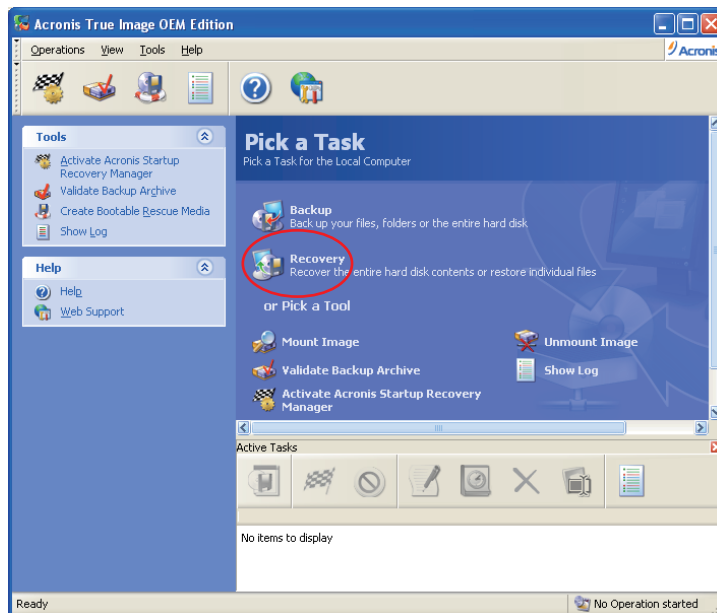 Acronis True Image OEM Edition
Operations View Tools Help
Acronis
Tools
Activate Acronis Startup
Recovery Manager
Validate Backup Archive
Create Bootable Rescue Media
Show Log
Help
Help
Web Support
Pick a Task
Pick a Task for the Local Computer
Backup
Back up your files, folders or the entire hard disk
Recovery
Recover the entire hard disk contents or restore individual files
or Pick a Tool
Mount Image
Unmount Image
Validate Backup Archive
Show Log
Activate Acronis Startup Recovery
Manager
Active Tasks
No items to display
Ready
No Operation started